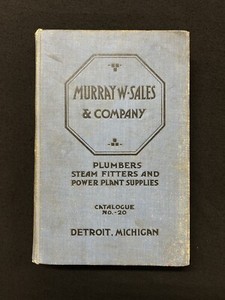 MURRAY W. SALES
& COMPANY
PLUMBERS
STEAM FITTERS AND
POWER PLANT SUPPLIES
CATALOGUE
NO.-20
DETROIT, MICHIGAN